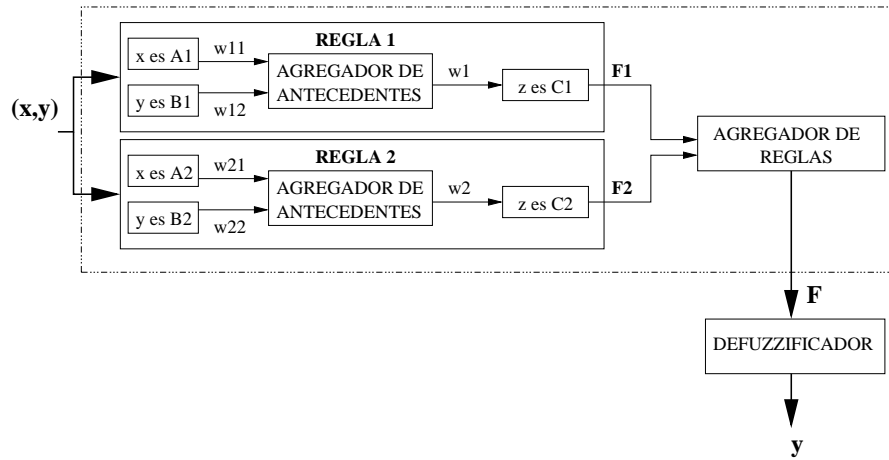 REGLA 1
x es A1
w11
AGREGADOR DE
ANTECEDENTES
w1
z es C1
F1
y es B1
w12
(x,y)
AGREGADOR DE
REGLAS
REGLA 2
x es A2
w21
AGREGADOR DE
ANTECEDENTES
w2
z es C2
F2
y es B2
w22
F
DEFUZZIFICADOR
y